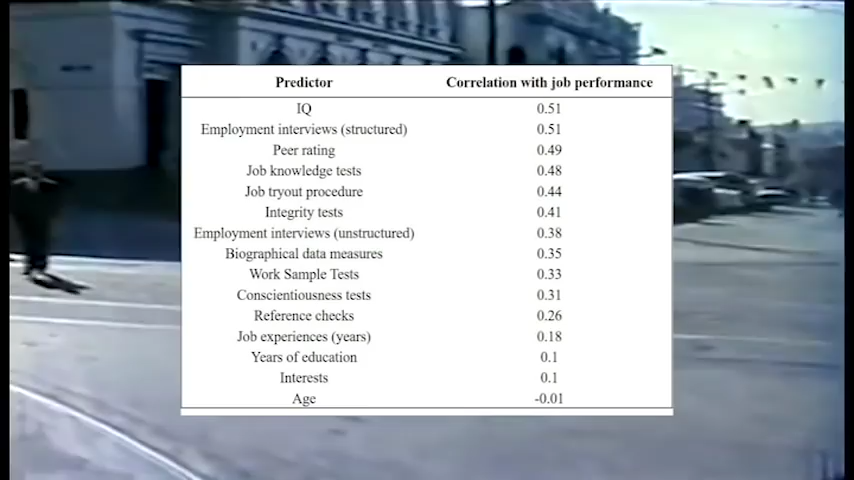 Predictor Correlation with job performance
IQ 0.51
Employment interviews (structured) 0.51
Peer rating 0.49
Job knowledge tests 0.48
Job tryout procedure 0.44
Integrity tests 0.41
Employment interviews (unstructured) 0.38
Biographical data measures 0.35
Work Sample Tests 0.33
Conscientiousness tests 0.31
Reference checks 0.26
Job experiences (years) 0.18
Years of education 0.1
Interests 0.1
Age -0.01